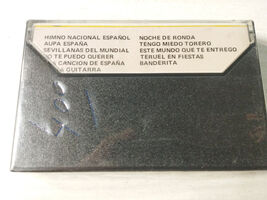 HIMNO NACIONAL ESPAÑOL
AUPA ESPAÑA
SEVILLANAS DEL MUNDIAL
TE PUEDO QUERER
CANCION DE ESPAÑA
GUITARRA
NOCHE DE RONDA
TENGO MIEDO TORERO
ESTE MUNDO QUE TE ENTREGO
TERUEL EN FIESTAS
BANDERITA